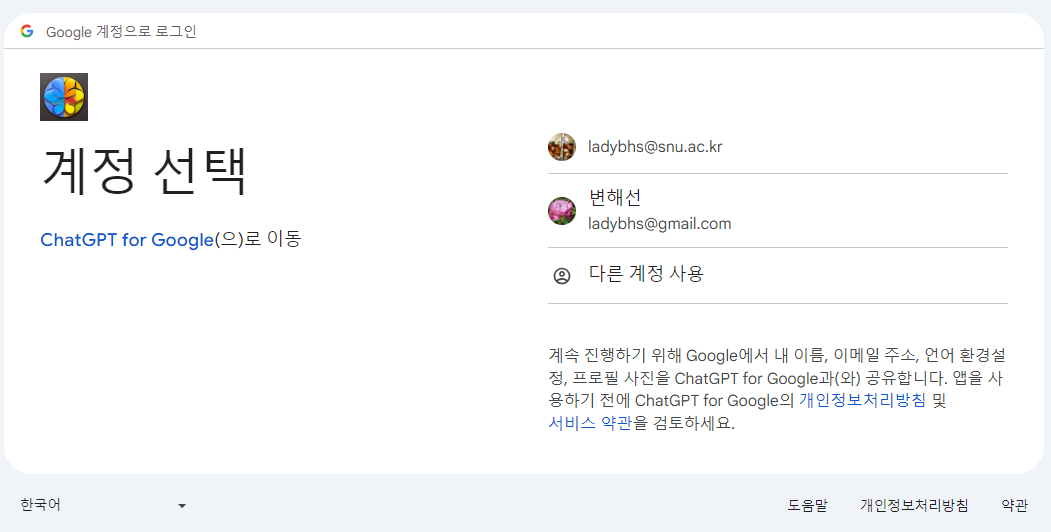 Google 계정으로 로그인
계정 선택
ChatGPT for Google(으)로 이동
ladybhs@snu.ac.kr
변해선
ladybhs@gmail.com
다른 계정 사용
계속 진행하기 위해 Google에서 내 이름, 이메일 주소, 언어 환경설
정, 프로필 사진을 ChatGPT for Google과(와) 공유합니다. 앱을 사
용하기 전에 ChatGPT for Google의 개인정보처리방침 및
서비스 약관을 검토하세요.
한국어
도움말 개인정보처리방침 약관